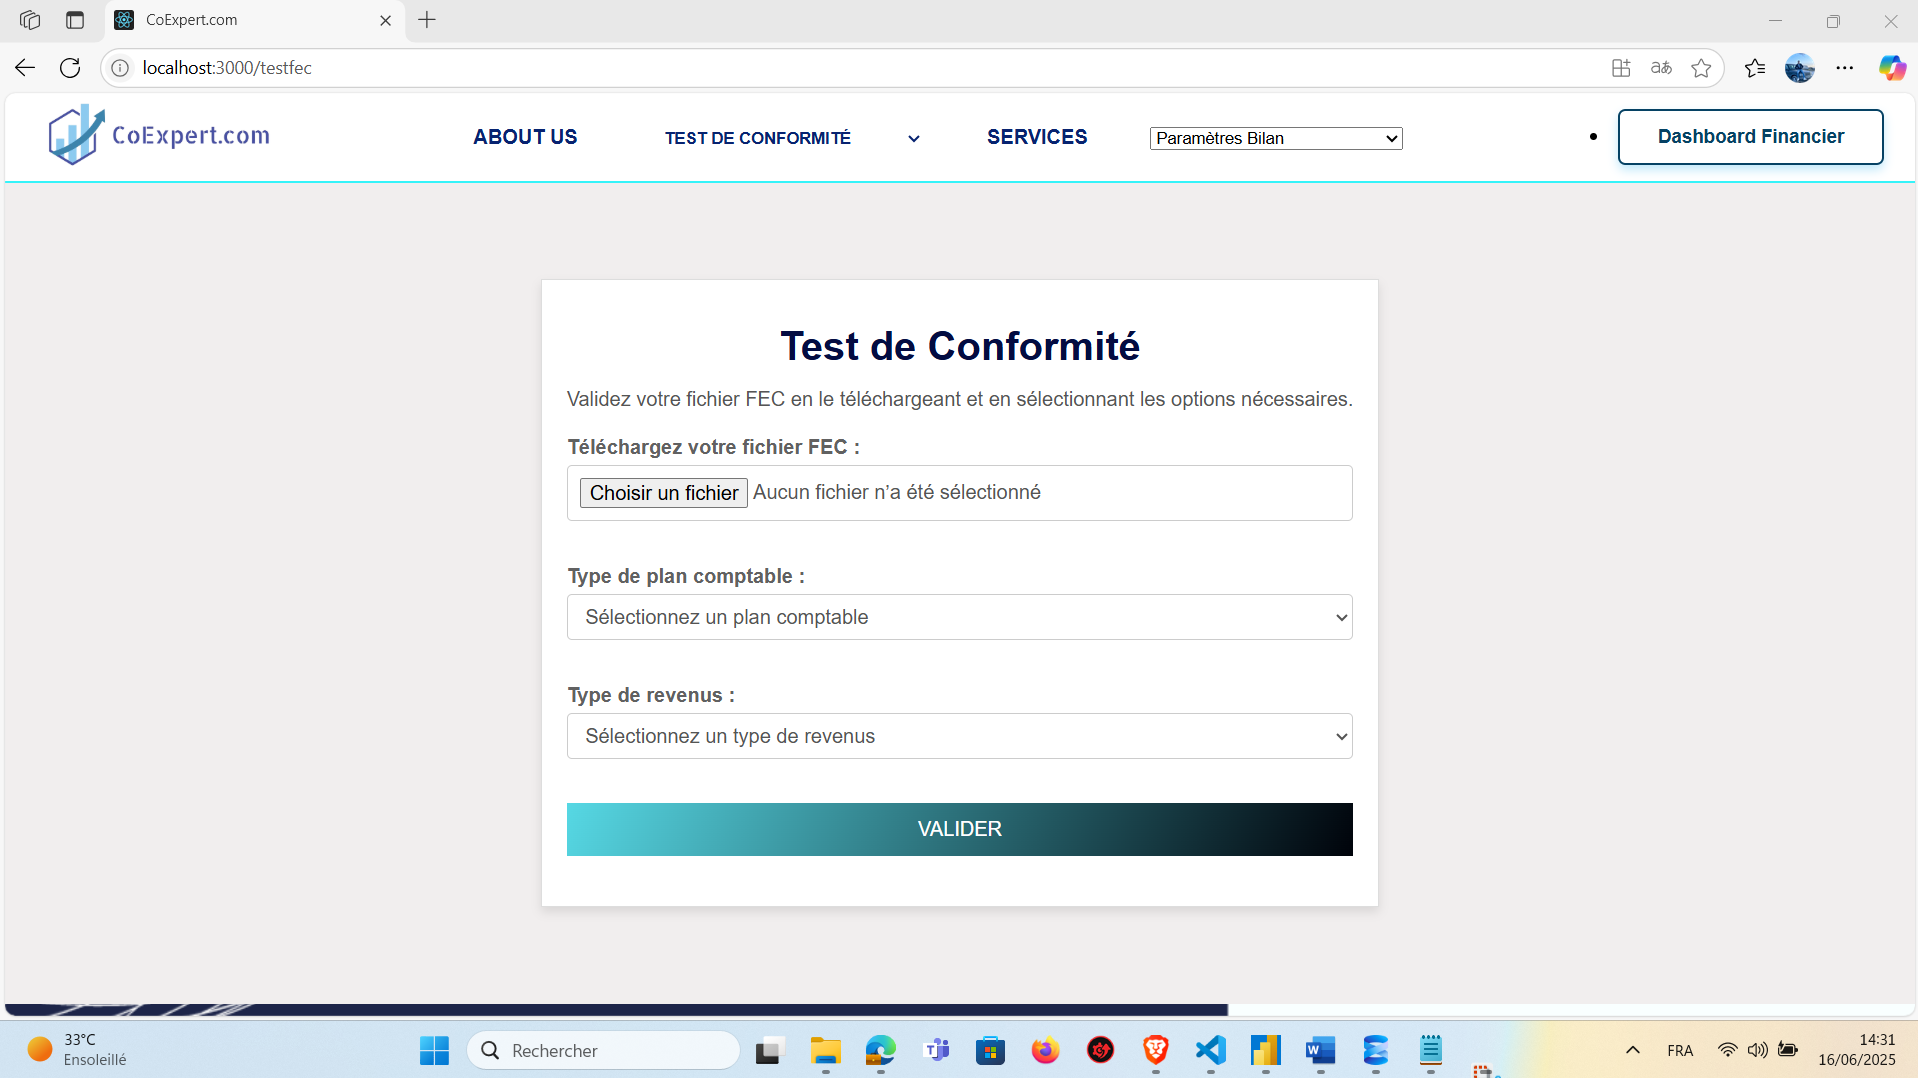 CoExpert.com
localhost:3000/testfec
CoExpert.com
ABOUT US
TEST DE CONFORMITÉ
SERVICES
Paramètres Bilan
Dashboard Financier
Test de Conformité
Validez votre fichier FEC en le téléchargeant et en sélectionnant les options nécessaires.
Téléchargez votre fichier FEC :
Choisir un fichier Aucun fichier n’a été sélectionné
Type de plan comptable :
Sélectionnez un plan comptable
Type de revenus :
Sélectionnez un type de revenus
VALIDER
33°C
Ensoleillé
Rechercher
FRA
14:31
16/06/2025